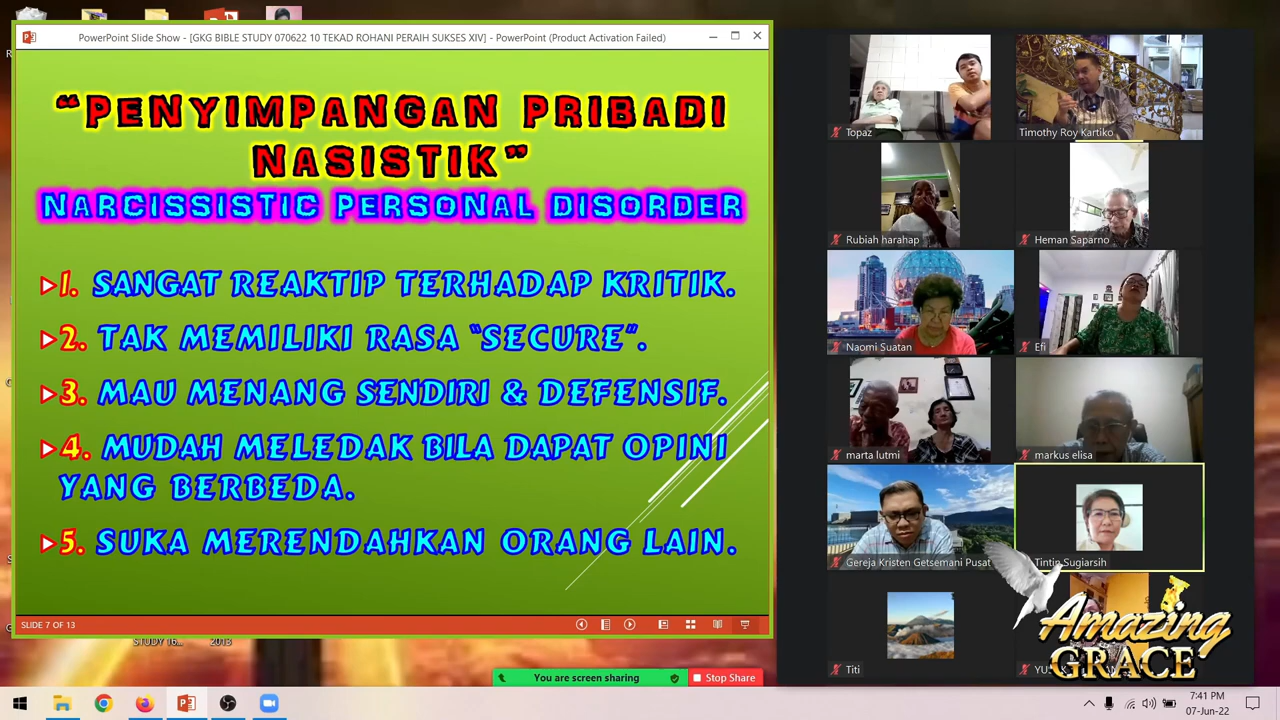 PowerPoint Slide Show - [GKG BIBLE STUDY 070622 10 TEKAD ROHANI PERAIH SUKSES XIV] - PowerPoint (Product Activation Failed)
“PENYIMPANGAN PRIBADI
NASISTIK”
NARCISSISTIC PERSONAL DISORDER
1. SANGAT REAKTIP TERHADAP KRITIK.
2. TAK MEMILIKI RASA “SECURE”.
3. MAU MENANG SENDIRI & DEFENSIF.
4. MUDAH MELEDAK BILA DAPAT OPINI
YANG BERBEDA.
5. SUKA MERENDAHKAN ORANG LAIN.
SLIDE 7 OF 13
STUDY 16...
2013
You are screen sharing
Stop Share
Topaz
Timothy Roy Kartiko
Rubiah harahap
Heman Saparno
Naomi Suatan
Efi
marta lutmi
markus elisa
Gereja Kristen Getsemani Pusat
Tintin Sugiarsih
Titi
Amazing
GRACE
7:41 PM
07-Jun-22